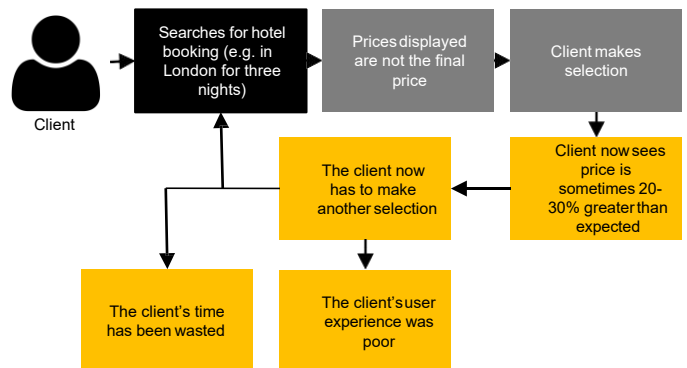 Searches for hotel
booking (e.g. in
London for three
nights)
Prices displayed
are not the final
price
Client makes
selection
Client
Client now sees
price is
sometimes 20-
30% greater than
expected
The client now
has to make
another selection
The client's time
has been wasted
The client's user
experience was
poor